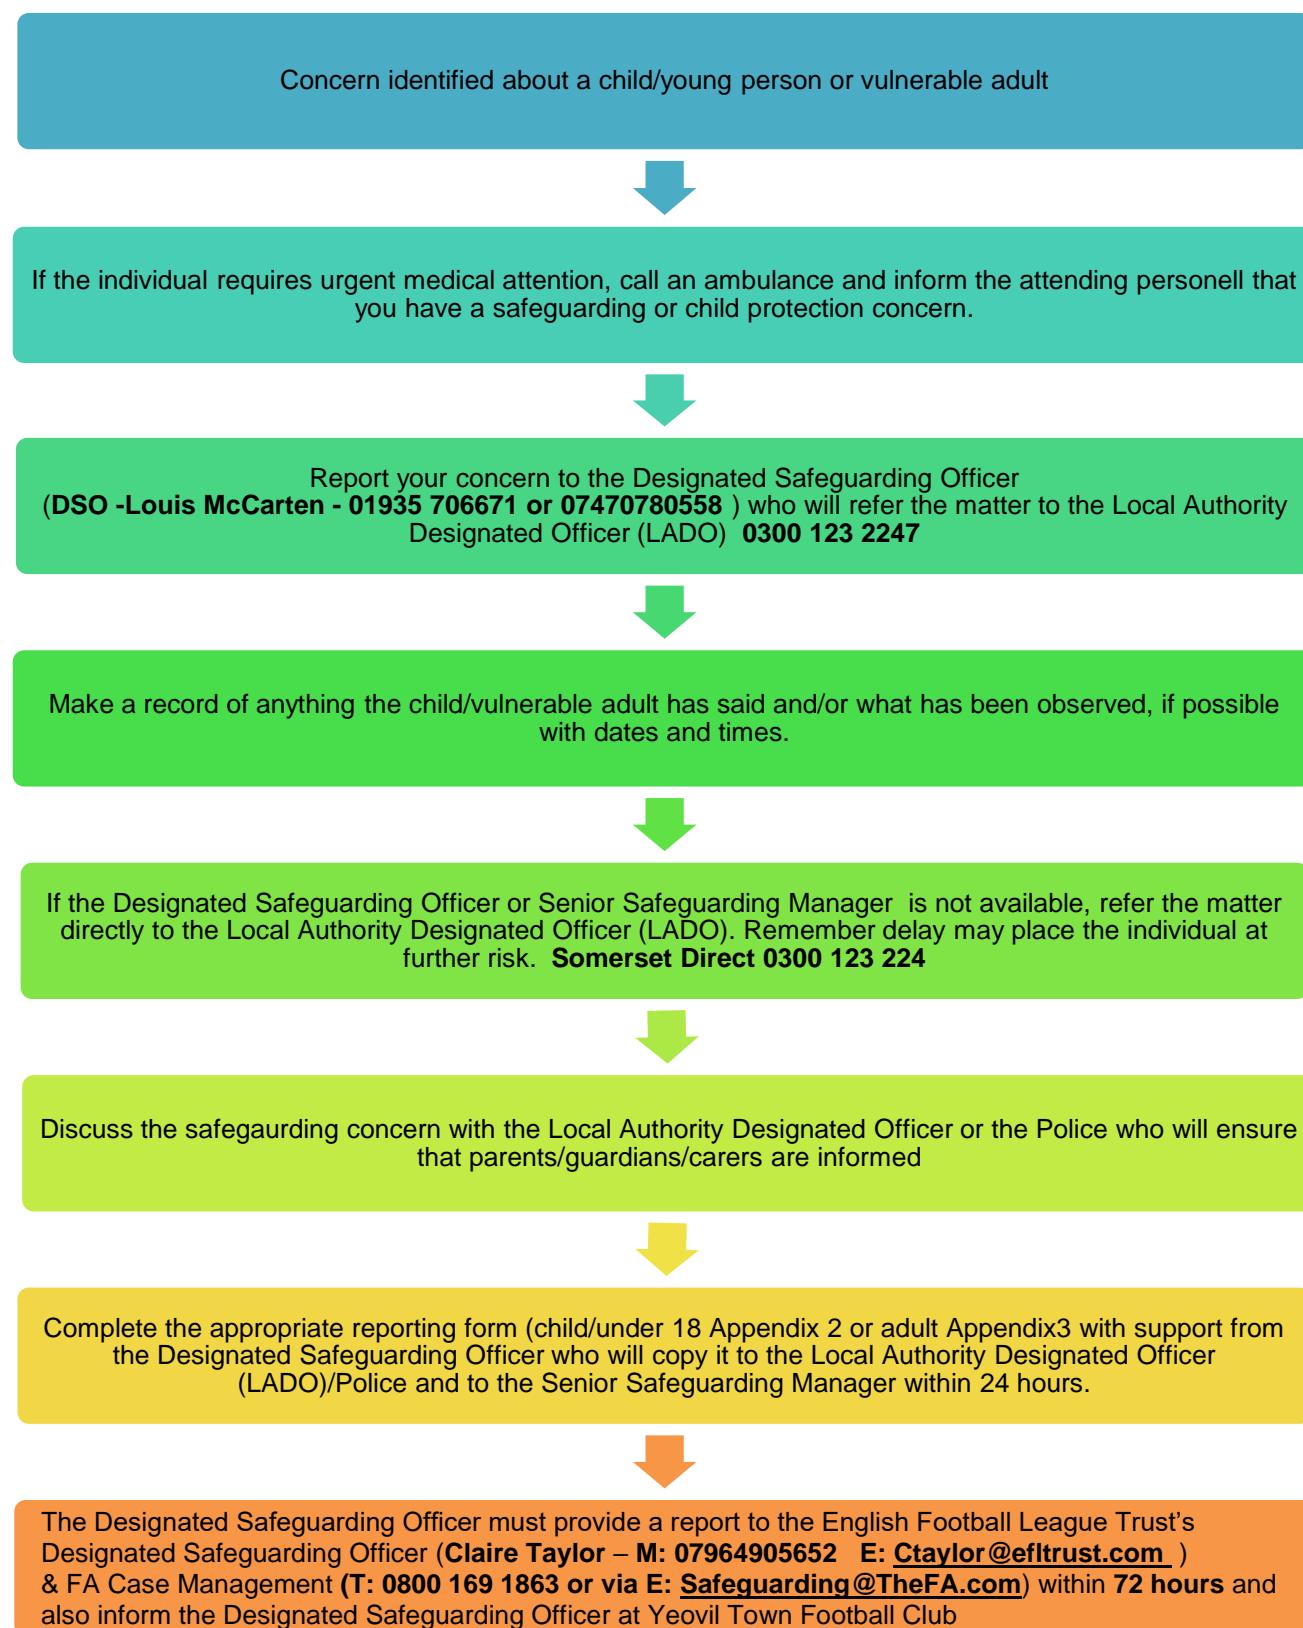 Concern identified about a child/young person or vulnerable adult
If the individual requires urgent medical attention, call an ambulance and inform the attending personell that
you have a safeguarding or child protection concern.
Report your concern to the Designated Safeguarding Officer
(DSO -Louis McCarten - 01935 706671 or 07470780558 ) who will refer the matter to the Local Authority
Designated Officer (LADO)  0300 123 2247
Make a record of anything the child/vulnerable adult has said and/or what has been observed, if possible
with dates and times.
If the Designated Safeguarding Officer or Senior Safeguarding Manager  is not available, refer the matter
directly to the Local Authority Designated Officer (LADO). Remember delay may place the individual at
further risk.  Somerset Direct 0300 123 224
Discuss the safegaurding concern with the Local Authority Designated Officer or the Police who will ensure
that parents/guardians/carers are informed
Complete the appropriate reporting form (child/under 18 Appendix 2 or adult Appendix3 with support from
the Designated Safeguarding Officer who will copy it to the Local Authority Designated Officer
(LADO)/Police and to the Senior Safeguarding Manager within 24 hours.
The Designated Safeguarding Officer must provide a report to the English Football League Trust's
Designated Safeguarding Officer (Claire Taylor – M: 07964905652   E: Ctaylor@efltrust.com  )
& FA Case Management (T: 0800 169 1863 or via E: Safeguarding@TheFA.com) within 72 hours and
also inform the Designated Safeguarding Officer at Yeovil Town Football Club